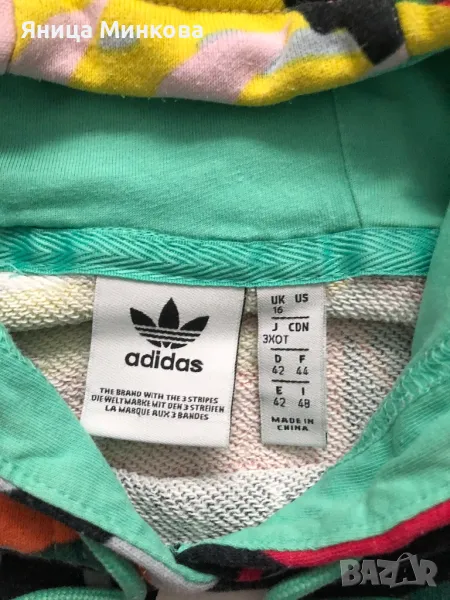 Яница Минкова
adidas
THE BRAND WITH THE 3 STRIPES
DIE WELTMARKE MIT DEN 3 STREIFEN
LA MARQUE AUX 3 BANDES
UK US
16
J CDN
3XOT
D F
42 44
E I
42 48
MADE IN
CHINA
BAZAR